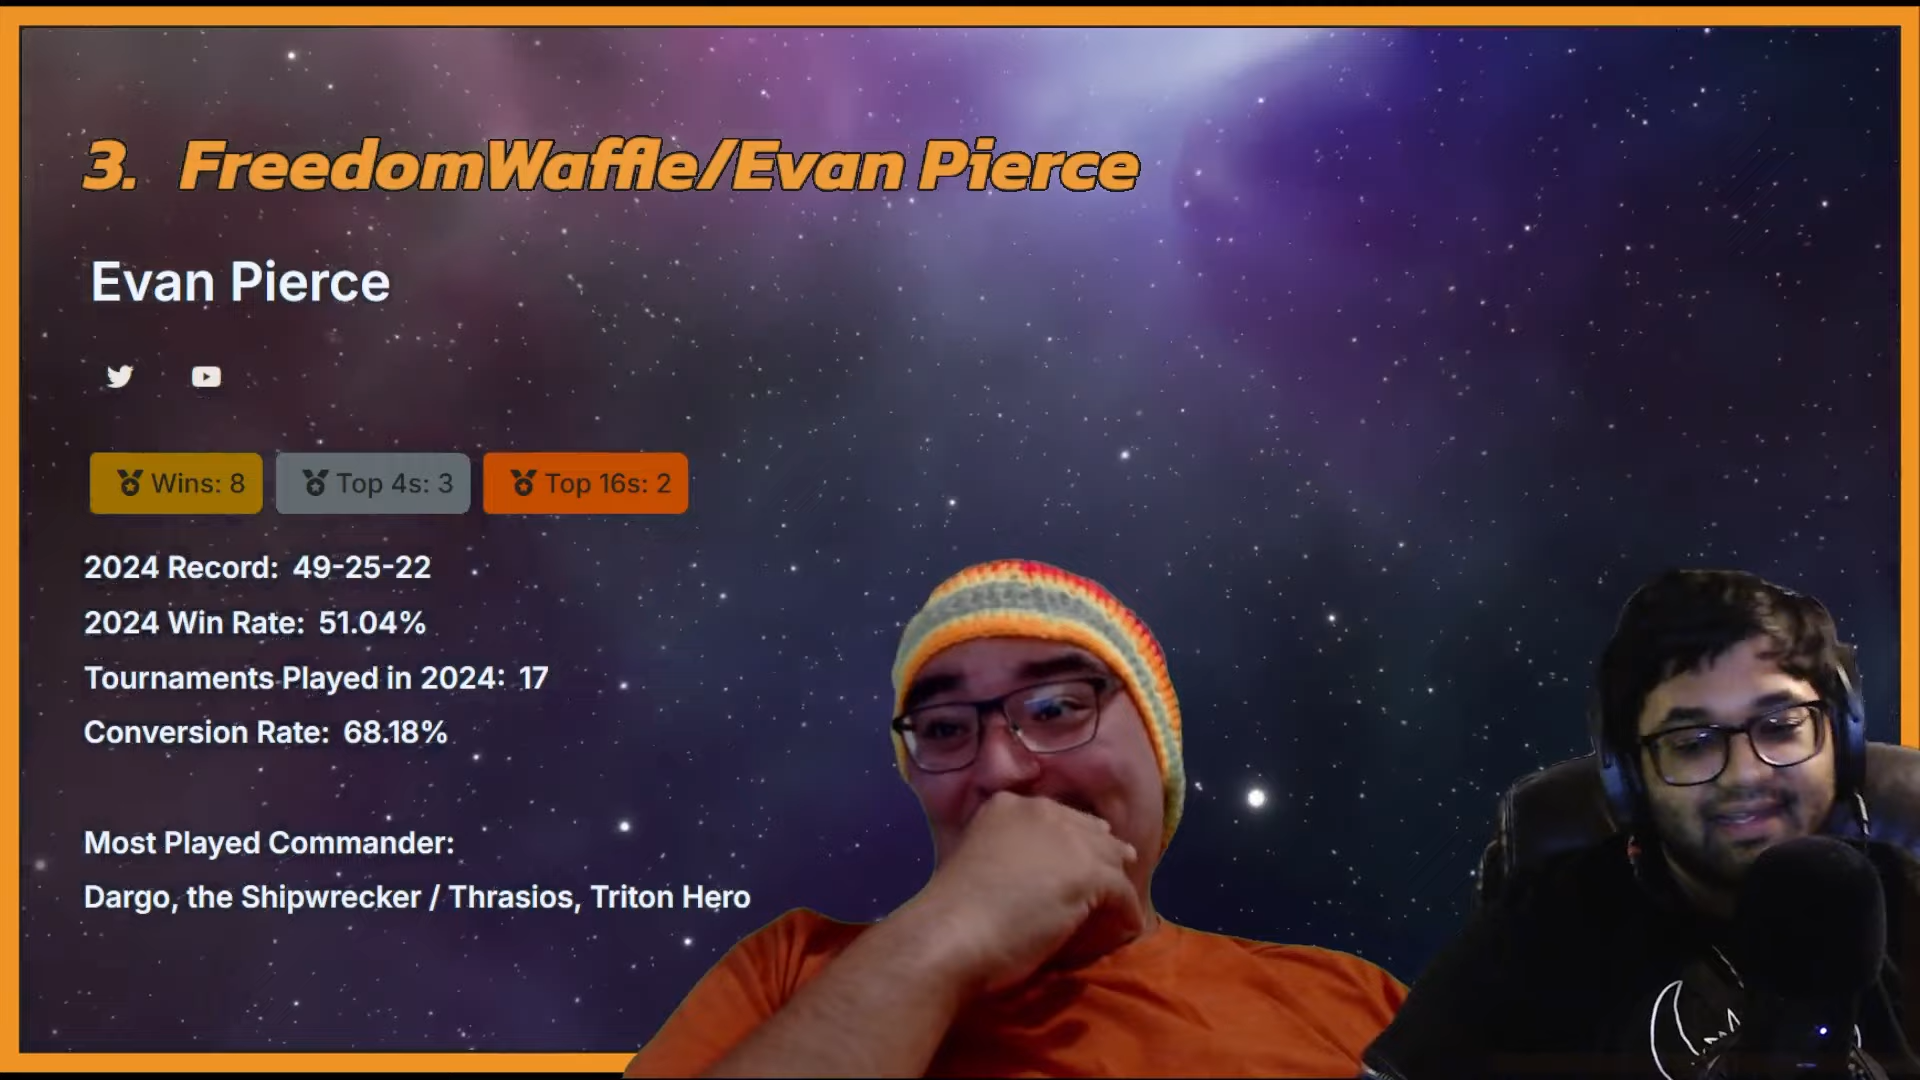 3. FreedomWaffle/Evan Pierce
Evan Pierce
Wins: 8 Top 4s: 3 Top 16s: 2
2024 Record: 49-25-22
2024 Win Rate: 51.04%
Tournaments Played in 2024: 17
Conversion Rate: 68.18%
Most Played Commander:
Dargo, the Shipwrecker / Thrasios, Triton Hero